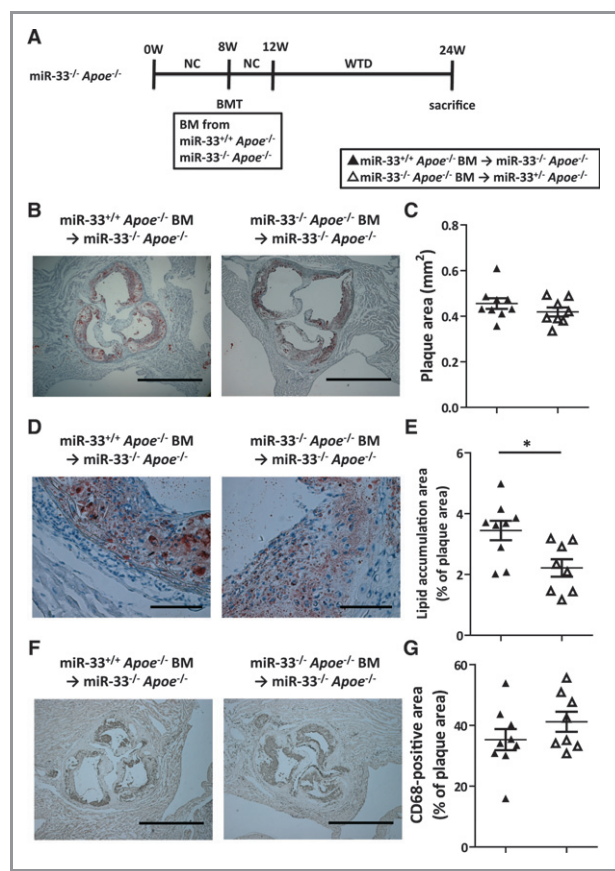 A
0W 8W 12W 24W
NC NC WTD
miR-33-/- Apoe-/-
BMT sacrifice
BM from
miR-33+/+ Apoe-/-
miR-33-/- Apoe-/-
▲miR-33+/+ Apoe-/- BM → miR-33-/- Apoe-/-
△miR-33-/- Apoe-/- BM → miR-33-/- Apoe-/-
B
miR-33+/+ Apoe-/- BM
→ miR-33-/- Apoe-/-
miR-33-/- Apoe-/- BM
→ miR-33-/- Apoe-/-
C
Plaque area (mm2)
0.8
0.6
0.4
0.2
0.0
D
miR-33+/+ Apoe-/- BM
→ miR-33-/- Apoe-/-
miR-33-/- Apoe-/- BM
→ miR-33-/- Apoe-/-
E
Lipid accumulation area
(% of plaque area)
6
4
2
0
*
F
miR-33+/+ Apoe-/- BM
→ miR-33-/- Apoe-/-
miR-33-/- Apoe-/- BM
→ miR-33-/- Apoe-/-
G
CD68-positive area
(% of plaque area)
60
40
20
0